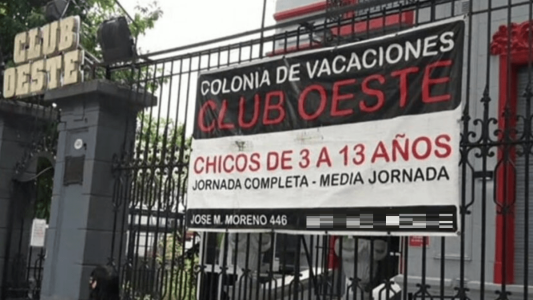 CLUB
OESTE
COLONIA DE VACACIONES
CLUB OESTE
CHICOS DE 3 A 13 AÑOS
JORNADA COMPLETA - MEDIA JORNADA
JOSE M. MORENO 446